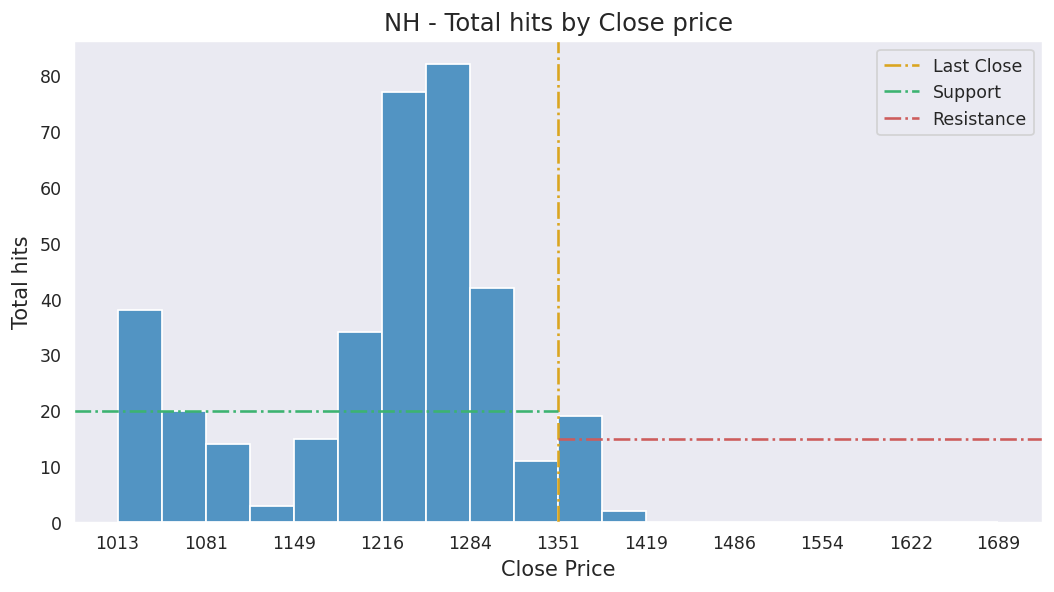 NH - Total hits by Close price
Last Close
Support
Resistance
Total hits
80
70
60
50
40
30
20
10
0
1013 1081 1149 1216 1284 1351 1419 1486 1554 1622 1689
Close Price